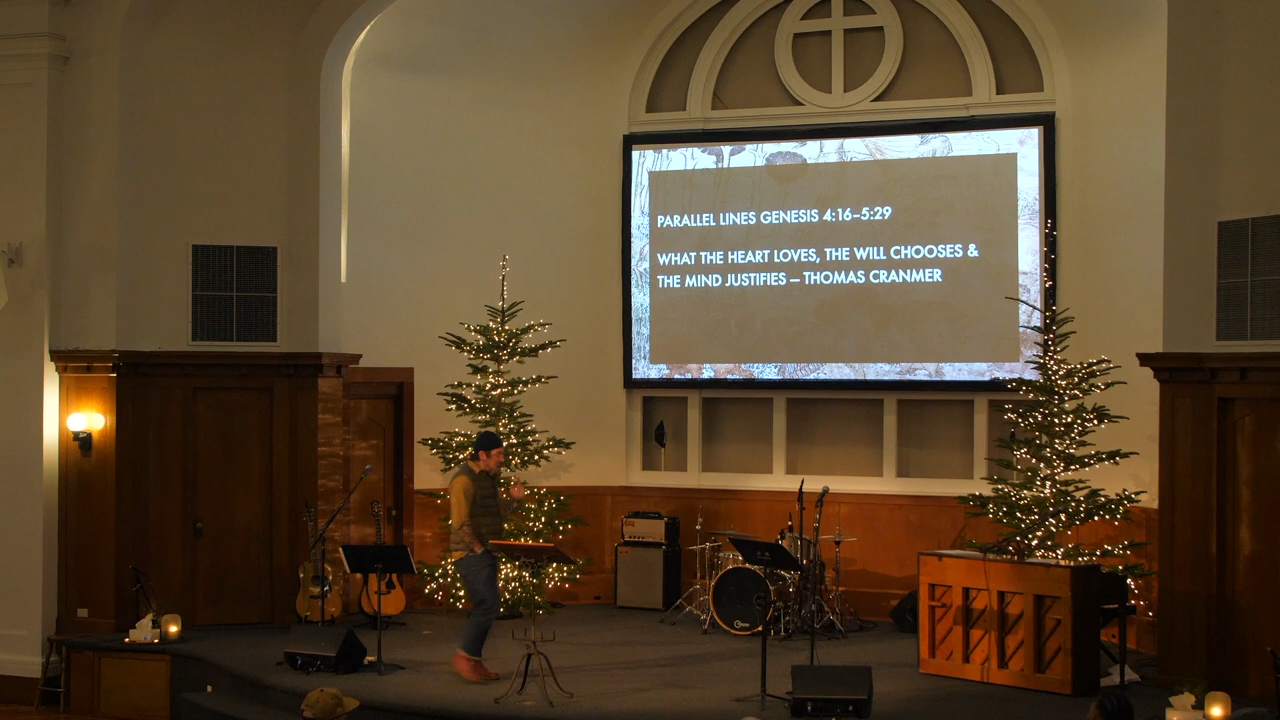 PARALLEL LINES GENESIS 4:16–5:29
WHAT THE HEART LOVES, THE WILL CHOOSES &
THE MIND JUSTIFIES – THOMAS CRANMER